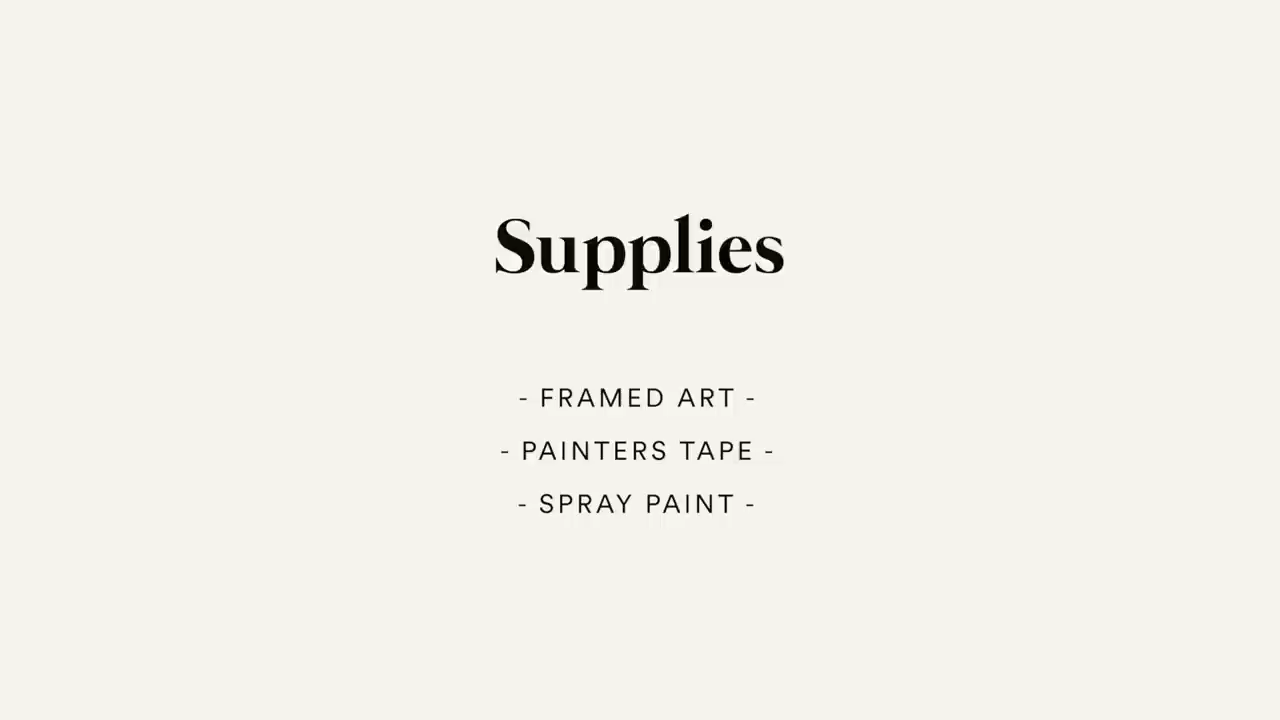 Supplies
- FRAMED ART -
- PAINTERS TAPE -
- SPRAY PAINT -